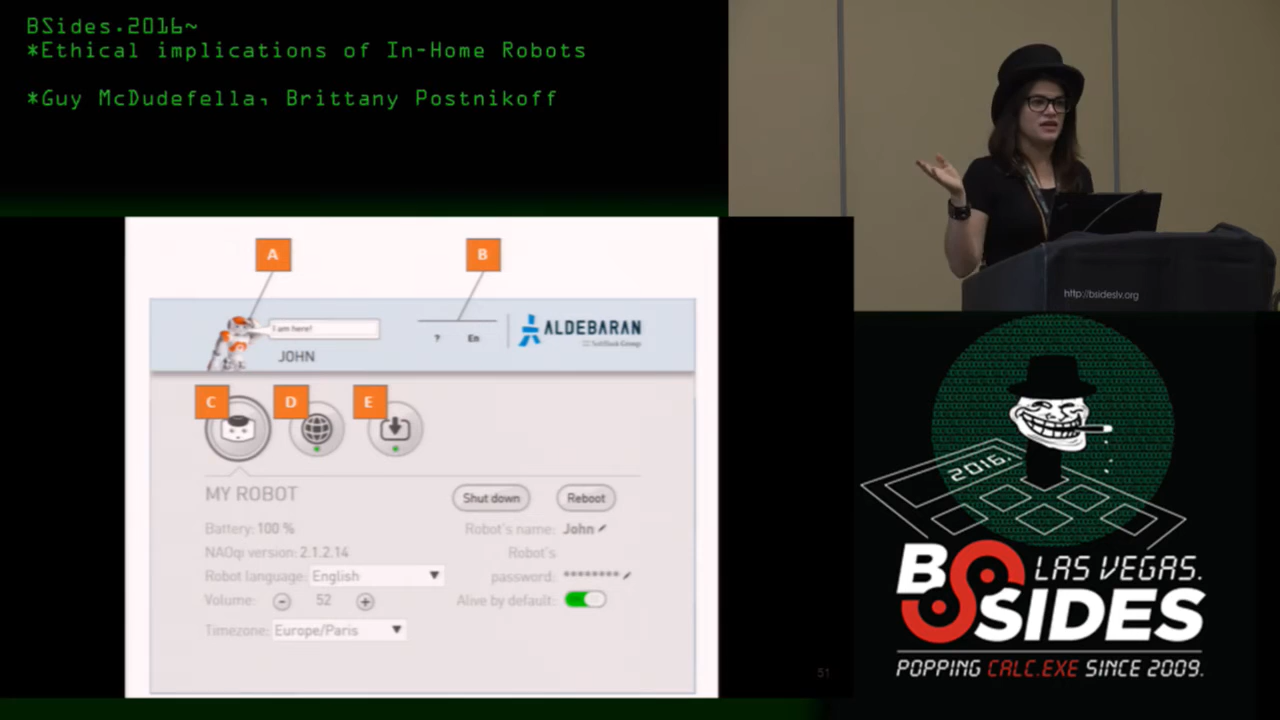 BSides.2016~
*Ethical implications of In-Home Robots
*Guy McDudefella, Brittany Postnikoff
http://bsideslv.org
A
B
I am here!
JOHN
?
En
ALDEBARAN
SoftBank Group
C
D
E
MY ROBOT
Shut down
Reboot
Battery: 100 %
Robot's name: John
NAOqi version: 2.1.2.14
Robot's
Robot language: English
password: ********
Volume: 52
Alive by default:
Timezone: Europe/Paris
51
2016.
BSIDES
LAS VEGAS.
POPPING CALC.EXE SINCE 2009.